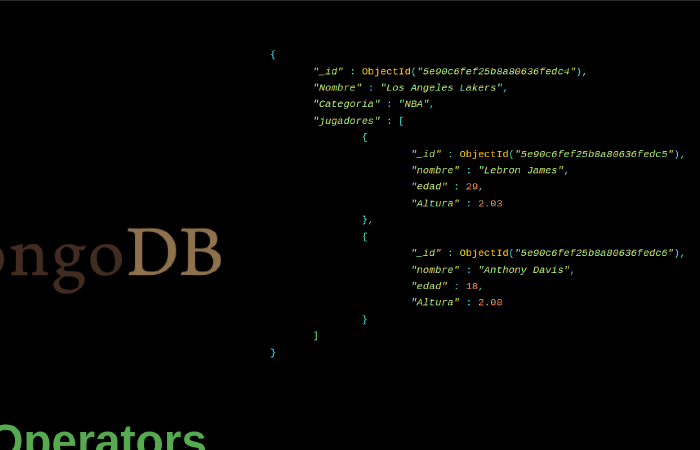 {
"_id" : ObjectId("5e90c6fef25b8a80636fedc4"),
"Nombre" : "Los Angeles Lakers",
"Categoria" : "NBA",
"jugadores" : [
{
"_id" : ObjectId("5e90c6fef25b8a80636fedc5"),
"nombre" : "Lebron James",
"edad" : 29,
"Altura" : 2.03
},
{
"_id" : ObjectId("5e90c6fef25b8a80636fedc6"),
"nombre" : "Anthony Davis",
"edad" : 18,
"Altura" : 2.08
}
]
}
ongoDB
Operators